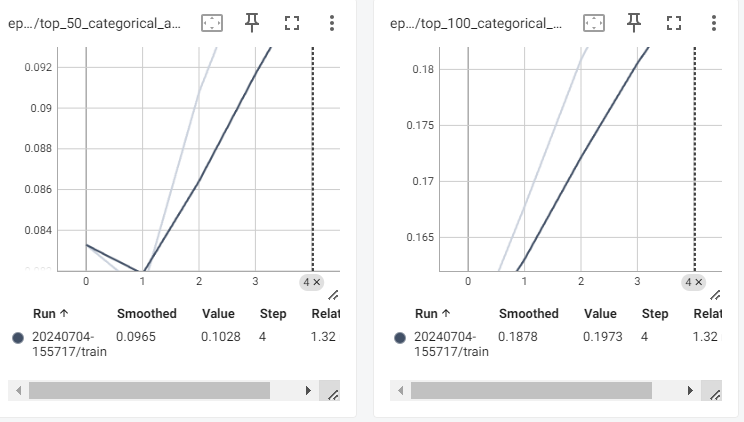 ep…/top_50_categorical_a…
0.092
0.09
0.088
0.086
0.084
0 1 2 3 4 ×
Run ↑ Smoothed Value Step Relat
20240704-155717/train 0.0965 0.1028 4 1.32
ep…/top_100_categorical_…
0.18
0.175
0.17
0.165
0 1 2 3 4 ×
Run ↑ Smoothed Value Step Relat
20240704-155717/train 0.1878 0.1973 4 1.32